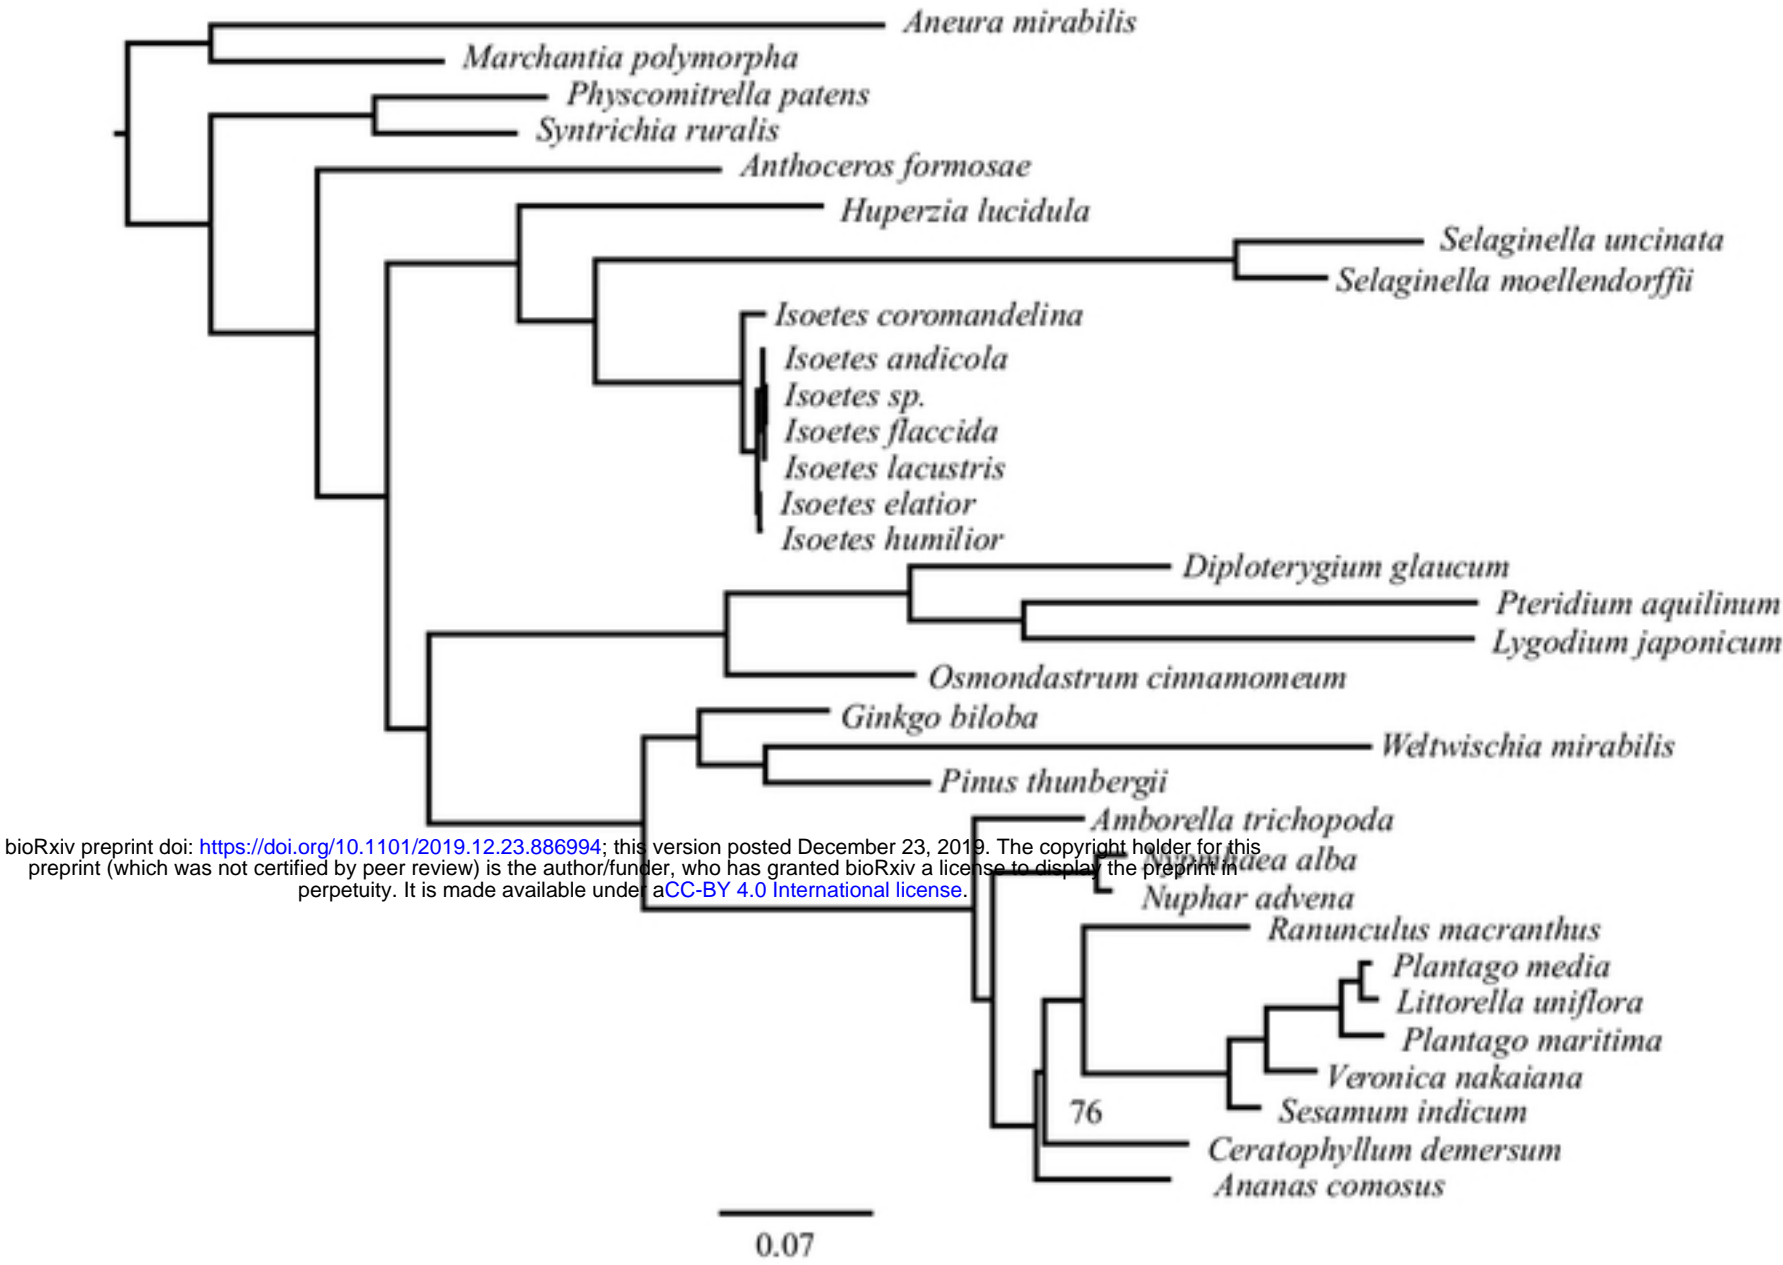 Aneura mirabilis
Marchantia polymorpha
Physcomitrella patens
Syntrichia ruralis
Anthoceros formosae
Huperzia lucidula
Selaginella uncinata
Selaginella moellendorffii
Isoetes coromandelina
Isoetes andicola
Isoetes sp.
Isoetes flaccida
Isoetes lacustris
Isoetes elatior
Isoetes humilior
Diploterygium glaucum
Pteridium aquilinum
Lygodium japonicum
Osmondastrum cinnamomeum
Ginkgo biloba
Weltwischia mirabilis
Pinus thunbergii
Amborella trichopoda
bioRxiv preprint doi: https://doi.org/10.1101/2019.12.23.886994; this version posted December 23, 2019. The copyright holder for this
preprint (which was not certified by peer review) is the author/funder, who has granted bioRxiv a license to display the preprint in
perpetuity. It is made available under aCC-BY 4.0 International license.
alba
Nuphar advena
Ranunculus macranthus
Plantago media
Littorella uniflora
Plantago maritima
Veronica nakaiana
76
Sesamum indicum
Ceratophyllum demersum
Ananas comosus
0.07